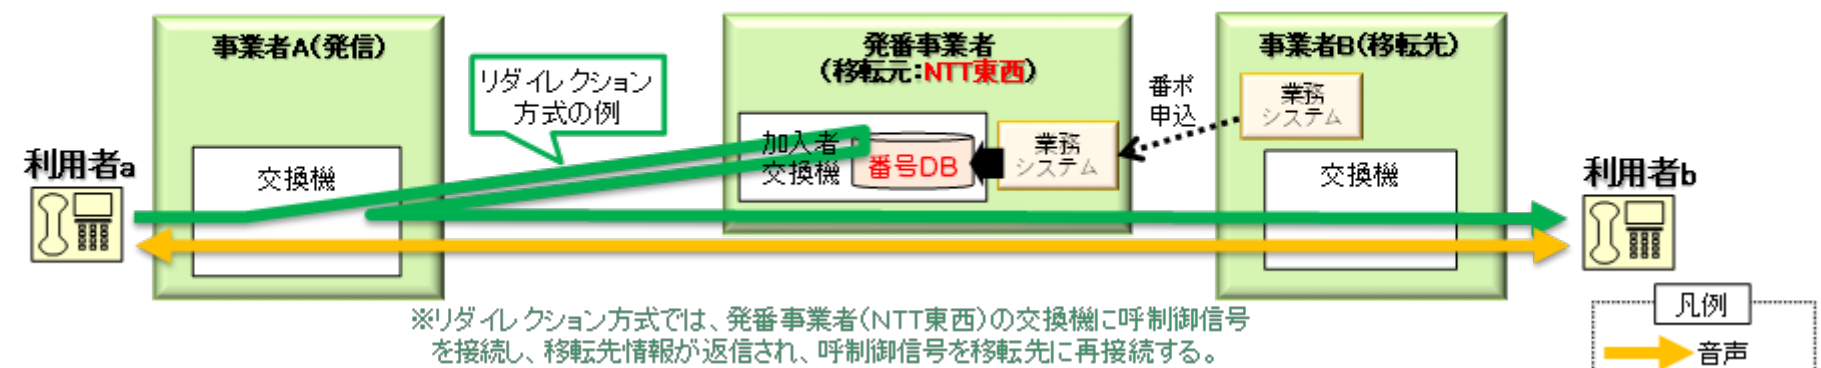 事業者A(発信)
発番事業者
(移転元:NTT東西)
事業者B(移転先)
リダイレクション
方式の例
番ポ
申込
業務
システム
加入者
交換機
番号DB
業務
システム
利用者a
交換機
交換機
利用者b
※リダイレクション方式では、発番事業者(NTT東西)の交換機に呼制御信号
を接続し、移転先情報が返信され、呼制御信号を移転先に再接続する。
凡例
音声